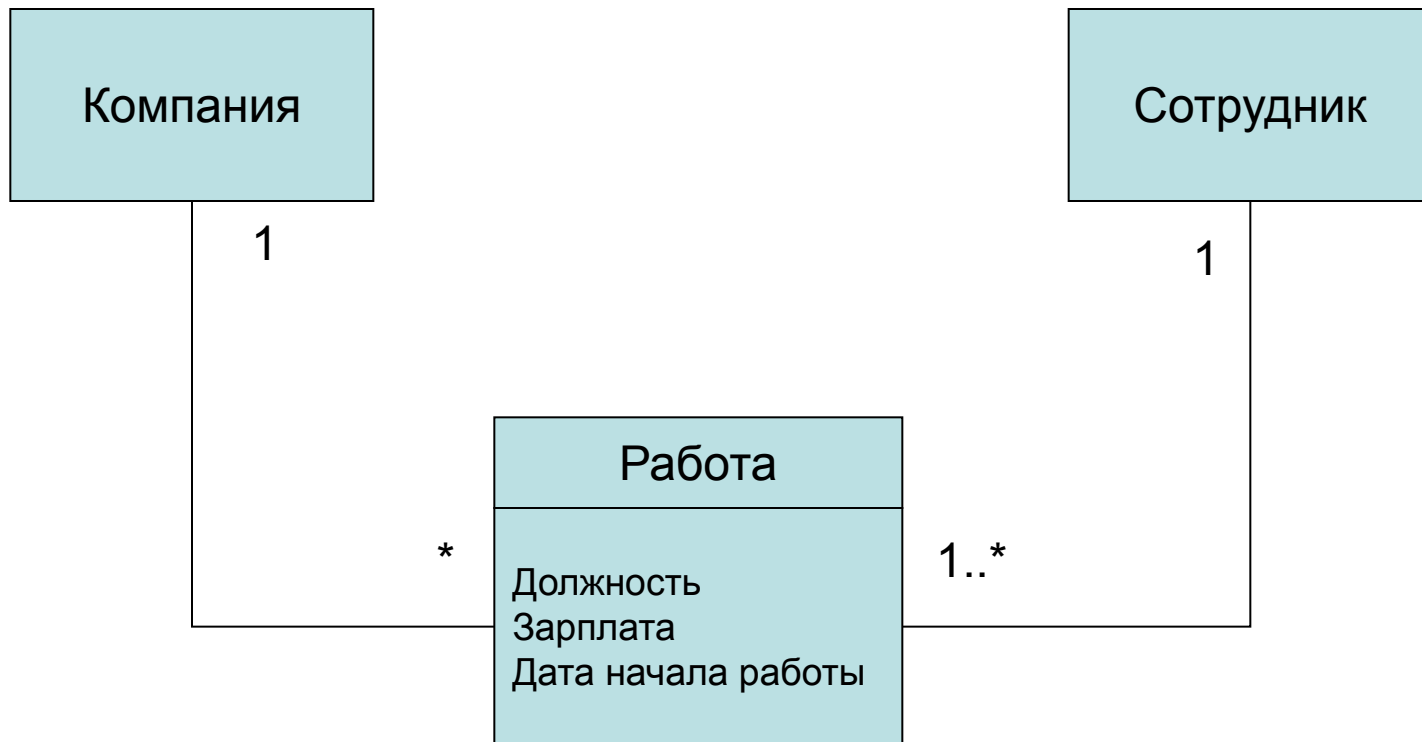 Компания
Сотрудник
1
1
Работа
*
1..*
Должность
Зарплата
Дата начала работы